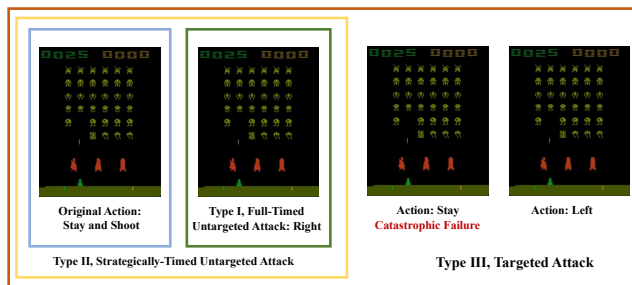 0025 0000
0025 0000
0025 0000
0025 0000
Original Action:
Stay and Shoot
Type I, Full-Timed
Untargeted Attack: Right
Action: Stay
Catastrophic Failure
Action: Left
Type II, Strategically-Timed Untargeted Attack
Type III, Targeted Attack